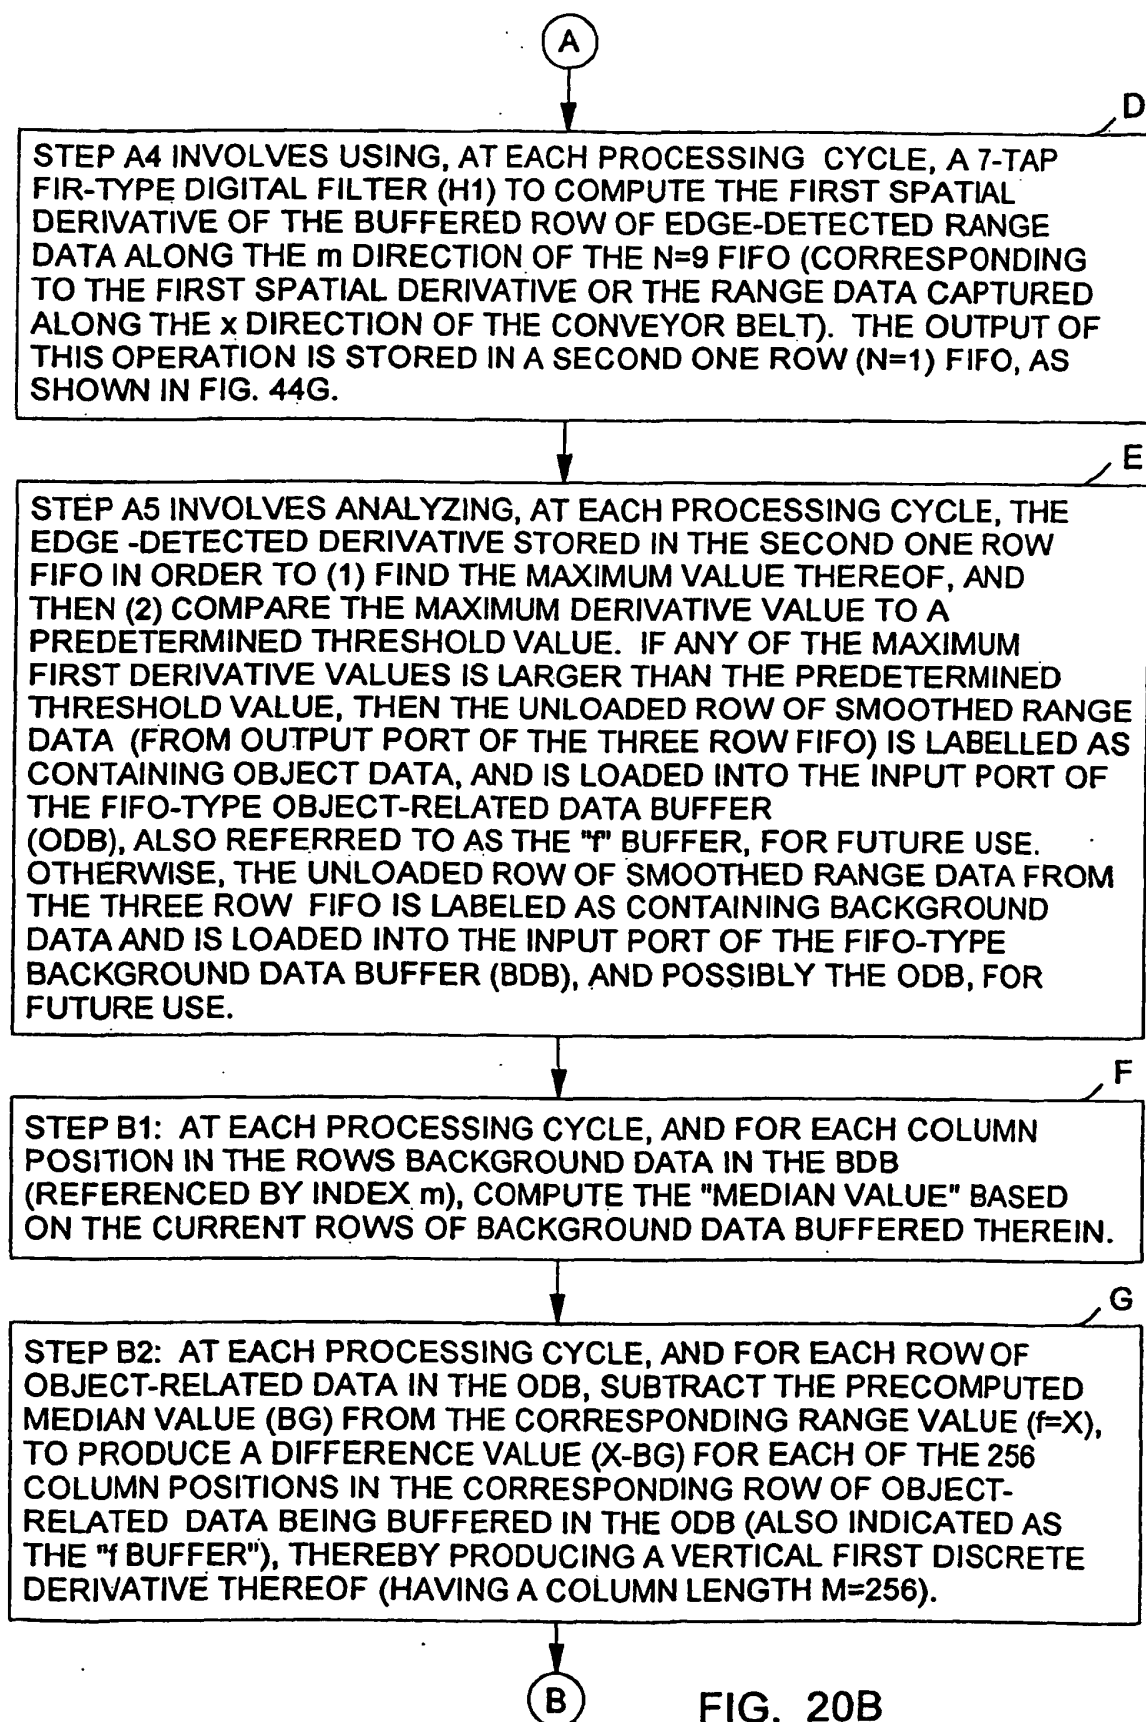 A
D
STEP A4 INVOLVES USING, AT EACH PROCESSING CYCLE, A 7-TAP
FIR-TYPE DIGITAL FILTER (H1) TO COMPUTE THE FIRST SPATIAL
DERIVATIVE OF THE BUFFERED ROW OF EDGE-DETECTED RANGE
DATA ALONG THE m DIRECTION OF THE N=9 FIFO (CORRESPONDING
TO THE FIRST SPATIAL DERIVATIVE OR THE RANGE DATA CAPTURED
ALONG THE x DIRECTION OF THE CONVEYOR BELT). THE OUTPUT OF
THIS OPERATION IS STORED IN A SECOND ONE ROW (N=1) FIFO, AS
SHOWN IN FIG. 44G.
E
STEP A5 INVOLVES ANALYZING, AT EACH PROCESSING CYCLE, THE
EDGE -DETECTED DERIVATIVE STORED IN THE SECOND ONE ROW
FIFO IN ORDER TO (1) FIND THE MAXIMUM VALUE THEREOF, AND
THEN (2) COMPARE THE MAXIMUM DERIVATIVE VALUE TO A
PREDETERMINED THRESHOLD VALUE. IF ANY OF THE MAXIMUM
FIRST DERIVATIVE VALUES IS LARGER THAN THE PREDETERMINED
THRESHOLD VALUE, THEN THE UNLOADED ROW OF SMOOTHED RANGE
DATA (FROM OUTPUT PORT OF THE THREE ROW FIFO) IS LABELLED AS
CONTAINING OBJECT DATA, AND IS LOADED INTO THE INPUT PORT OF
THE FIFO-TYPE OBJECT-RELATED DATA BUFFER
(ODB), ALSO REFERRED TO AS THE "f" BUFFER, FOR FUTURE USE.
OTHERWISE, THE UNLOADED ROW OF SMOOTHED RANGE DATA FROM
THE THREE ROW FIFO IS LABELED AS CONTAINING BACKGROUND
DATA AND IS LOADED INTO THE INPUT PORT OF THE FIFO-TYPE
BACKGROUND DATA BUFFER (BDB), AND POSSIBLY THE ODB, FOR
FUTURE USE.
F
STEP B1: AT EACH PROCESSING CYCLE, AND FOR EACH COLUMN
POSITION IN THE ROWS BACKGROUND DATA IN THE BDB
(REFERENCED BY INDEX m), COMPUTE THE "MEDIAN VALUE" BASED
ON THE CURRENT ROWS OF BACKGROUND DATA BUFFERED THEREIN.
G
STEP B2: AT EACH PROCESSING CYCLE, AND FOR EACH ROW OF
OBJECT-RELATED DATA IN THE ODB, SUBTRACT THE PRECOMPUTED
MEDIAN VALUE (BG) FROM THE CORRESPONDING RANGE VALUE (f=X),
TO PRODUCE A DIFFERENCE VALUE (X-BG) FOR EACH OF THE 256
COLUMN POSITIONS IN THE CORRESPONDING ROW OF OBJECT-
RELATED DATA BEING BUFFERED IN THE ODB (ALSO INDICATED AS
THE "f BUFFER"), THEREBY PRODUCING A VERTICAL FIRST DISCRETE
DERIVATIVE THEREOF (HAVING A COLUMN LENGTH M=256).
B
FIG. 20B